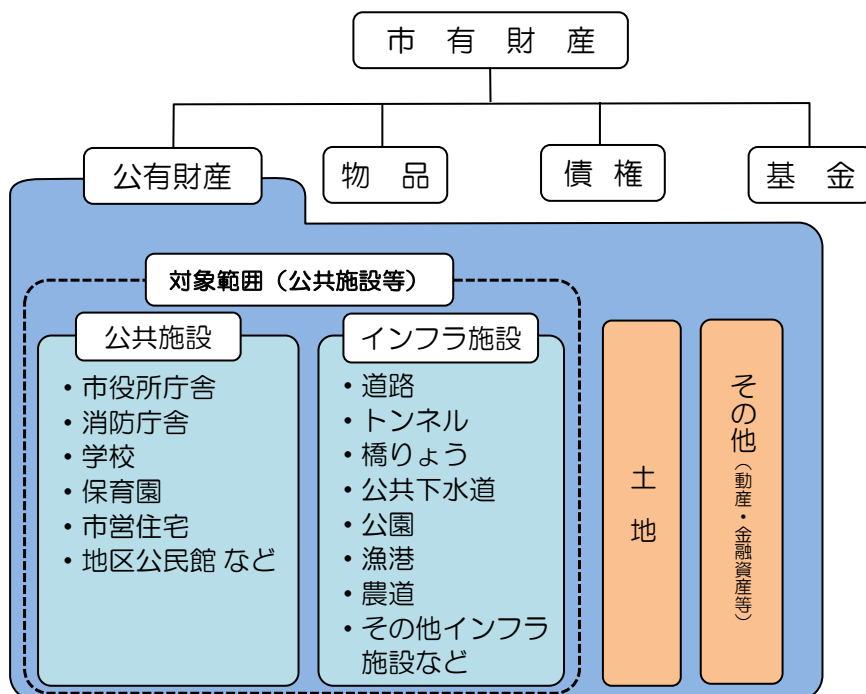 市有財産
公有財産
物品
債権
基金
対象範囲（公共施設等）
公共施設
・市役所庁舎
・消防庁舎
・学校
・保育園
・市営住宅
・地区公民館 など
インフラ施設
・道路
・トンネル
・橋りょう
・公共下水道
・公園
・漁港
・農道
・その他インフラ
施設など
土地
その他（動産・金融資産等）